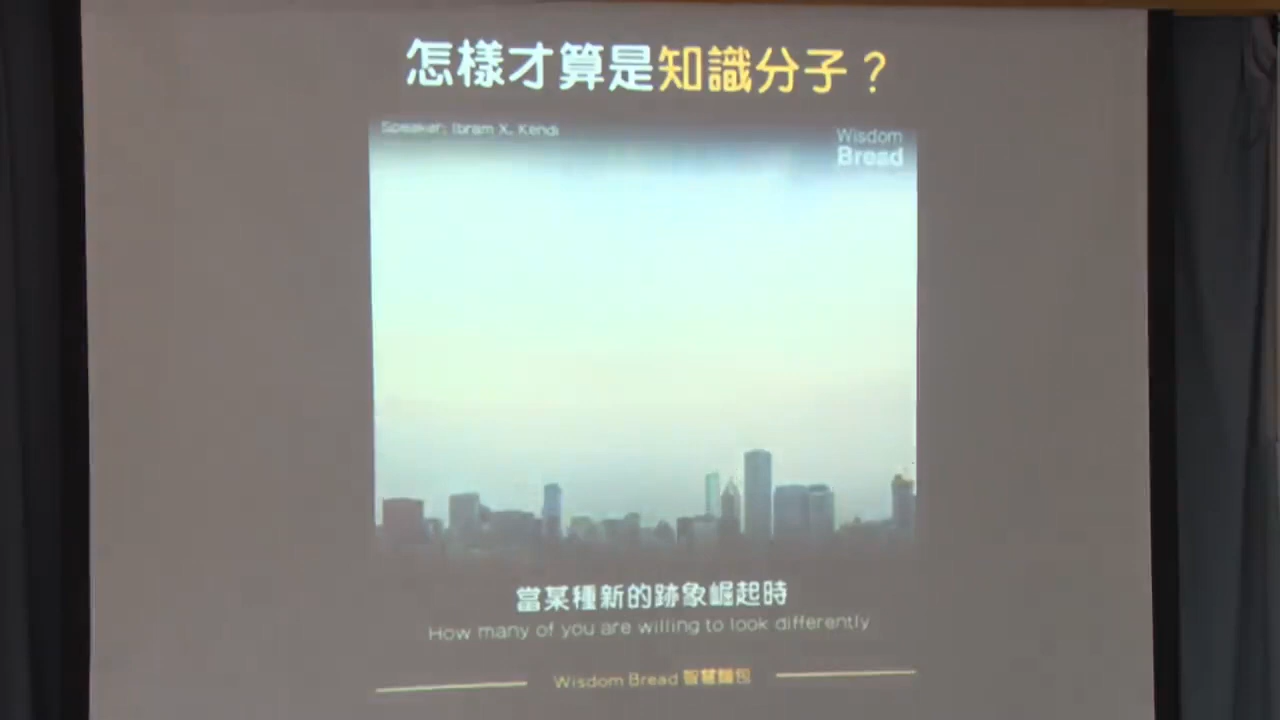 怎樣才算是知識分子？
Speaker: Ibram X. Kendi
Wisdom
Bread
當某種新的跡象崛起時
How many of you are willing to look differently
Wisdom Bread 智慧麵包